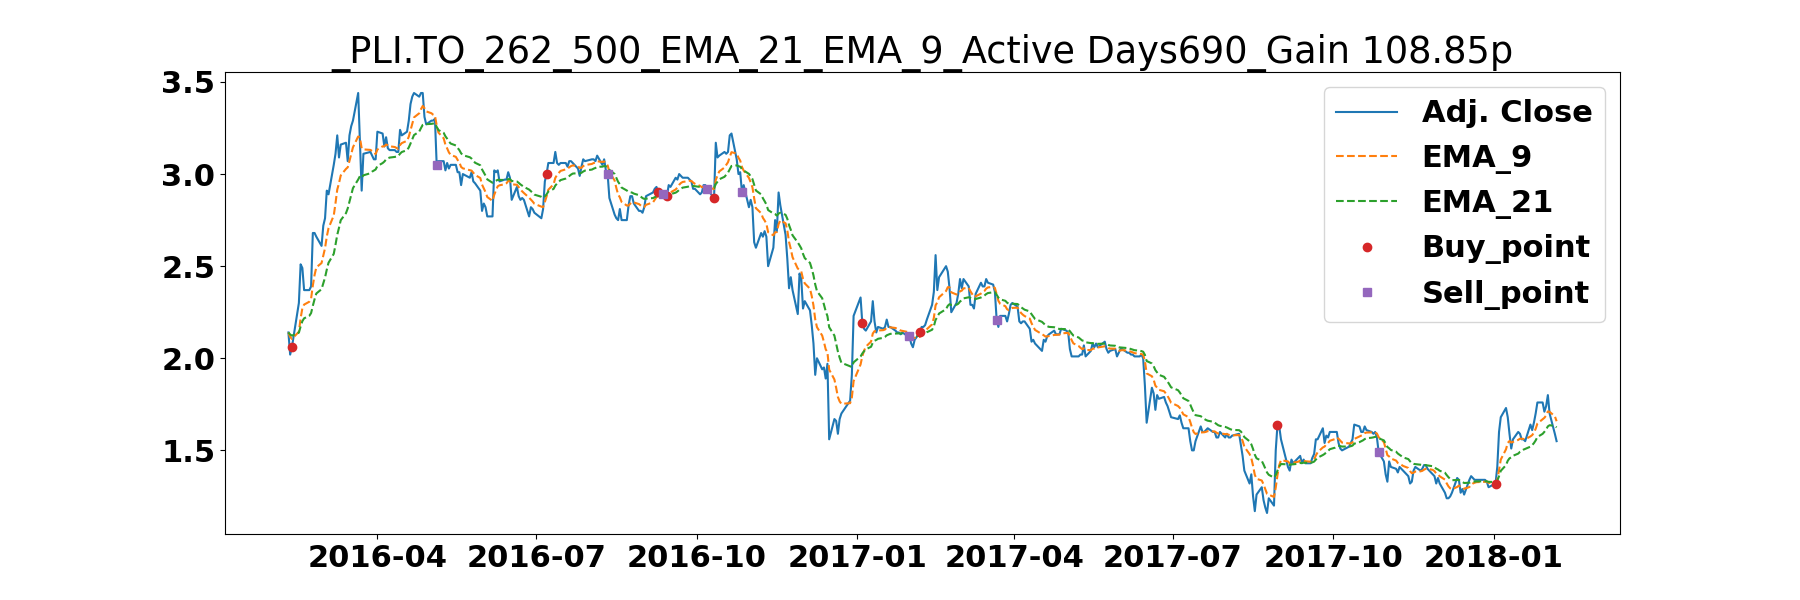 _PLI.TO_262_500_EMA_21_EMA_9_Active Days690_Gain 108.85p
3.5
3.0
2.5
2.0
1.5
Adj. Close
EMA_9
EMA_21
Buy_point
Sell_point
2016-04 2016-07 2016-10 2017-01 2017-04 2017-07 2017-10 2018-01